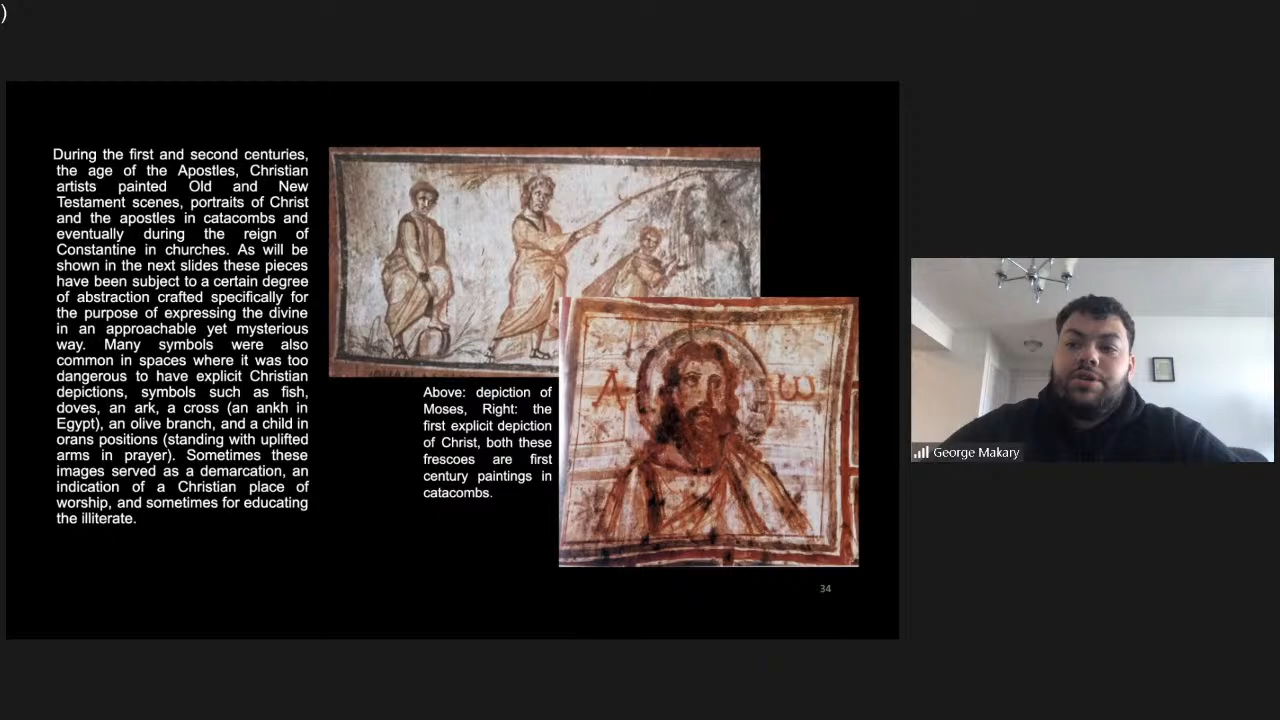 )
During the first and second centuries,
the age of the Apostles, Christian
artists painted Old and New
Testament scenes, portraits of Christ
and the apostles in catacombs and
eventually during the reign of
Constantine in churches. As will be
shown in the next slides these pieces
have been subject to a certain degree
of abstraction crafted specifically for
the purpose of expressing the divine
in an approachable yet mysterious
way. Many symbols were also
common in spaces where it was too
dangerous to have explicit Christian
depictions, symbols such as fish,
doves, an ark, a cross (an ankh in
Egypt), an olive branch, and a child in
orans positions (standing with uplifted
arms in prayer). Sometimes these
images served as a demarcation, an
indication of a Christian place of
worship, and sometimes for educating
the illiterate.
Above: depiction of
Moses, Right: the
first explicit depiction
of Christ, both these
frescoes are first
century paintings in
catacombs.
Α ω
34
George Makary